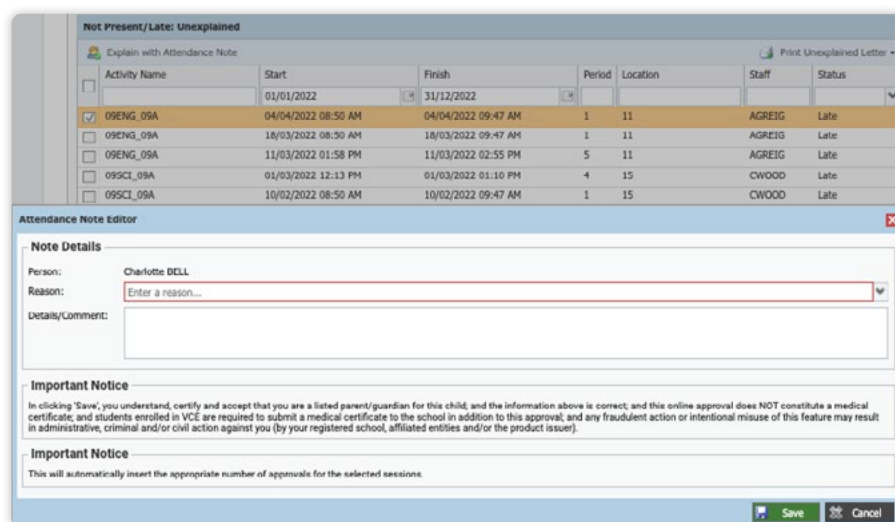 Not Present/Late: Unexplained
Explain with Attendance Note Print Unexplained Letter
Activity Name Start Finish Period Location Staff Status
01/01/2022 31/12/2022
09ENG_09A 04/04/2022 08:50 AM 04/04/2022 09:47 AM 1 11 AGREIG Late
09ENG_09A 18/03/2022 08:50 AM 18/03/2022 09:47 AM 1 11 AGREIG Late
09ENG_09A 11/03/2022 01:58 PM 11/03/2022 02:55 PM 5 11 AGREIG Late
09SCI_09A 01/03/2022 12:13 PM 01/03/2022 01:10 PM 4 15 CWOOD Late
09SCI_09A 10/02/2022 08:50 AM 10/02/2022 09:47 AM 1 15 CWOOD Late
Attendance Note Editor
Note Details
Person: Charlotte BELL
Reason: Enter a reason...
Details/Comment:
Important Notice
In clicking 'Save', you understand, certify and accept that you are a listed parent/guardian for this child; and the information above is correct; and this online approval does NOT constitute a medical
certificate; and students enrolled in VCE are required to submit a medical certificate to the school in addition to this approval; and any fraudulent action or intentional misuse of this feature may result
in administrative, criminal and/or civil action against you (by your registered school, affiliated entities and/or the product issuer).
Important Notice
This will automatically insert the appropriate number of approvals for the selected sessions
Save Cancel